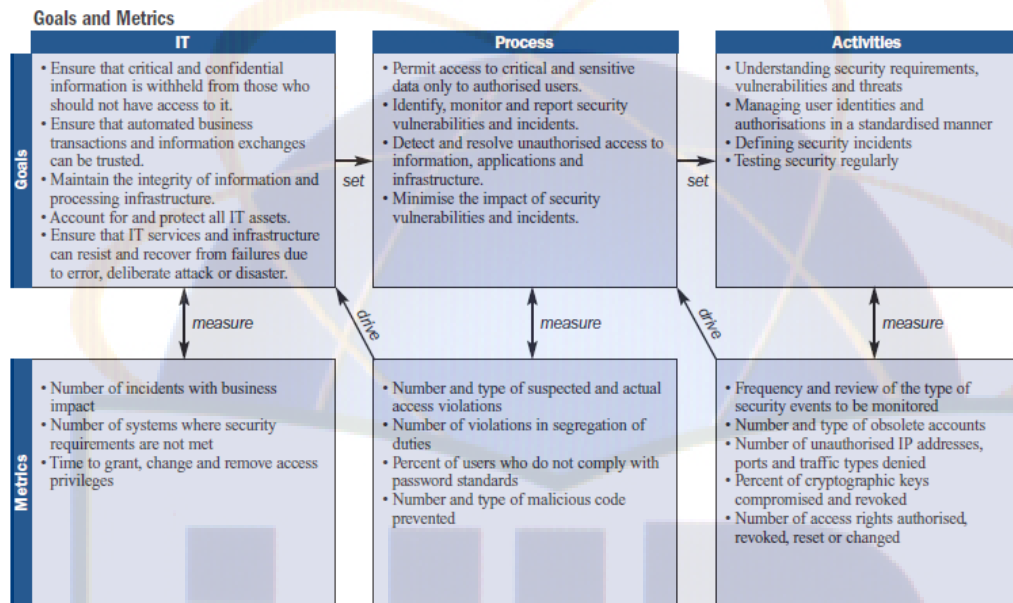 Goals and Metrics
IT
Process
Activities
Goals
• Ensure that critical and confidential
information is withheld from those who
should not have access to it.
• Ensure that automated business
transactions and information exchanges
can be trusted.
• Maintain the integrity of information and
processing infrastructure.
• Account for and protect all IT assets.
• Ensure that IT services and infrastructure
can resist and recover from failures due
to error, deliberate attack or disaster.
set
• Permit access to critical and sensitive
data only to authorised users.
• Identify, monitor and report security
vulnerabilities and incidents.
• Detect and resolve unauthorised access to
information, applications and
infrastructure.
• Minimise the impact of security
vulnerabilities and incidents.
set
• Understanding security requirements,
vulnerabilities and threats
• Managing user identities and
authorisations in a standardised manner
• Defining security incidents
• Testing security regularly
measure
drive
measure
drive
measure
Metrics
• Number of incidents with business
impact
• Number of systems where security
requirements are not met
• Time to grant, change and remove access
privileges
• Number and type of suspected and actual
access violations
• Number of violations in segregation of
duties
• Percent of users who do not comply with
password standards
• Number and type of malicious code
prevented
• Frequency and review of the type of
security events to be monitored
• Number and type of obsolete accounts
• Number of unauthorised IP addresses,
ports and traffic types denied
• Percent of cryptographic keys
compromised and revoked
• Number of access rights authorised,
revoked, reset or changed